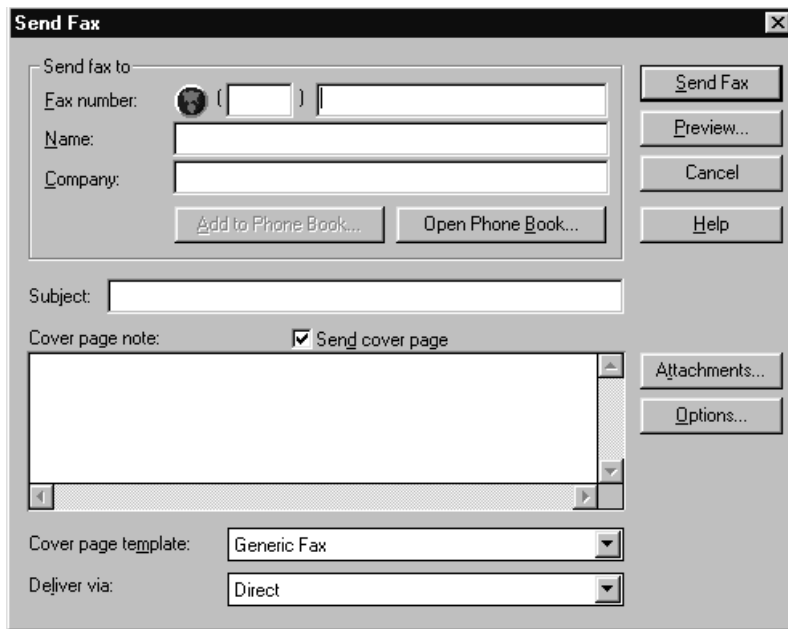 Send Fax
Send fax to
Fax number: ( )
Send Fax
Name:
Preview...
Company:
Cancel
Add to Phone Book... Open Phone Book...
Help
Subject:
Cover page note: Send cover page
Attachments...
Options...
Cover page template: Generic Fax
Deliver via: Direct